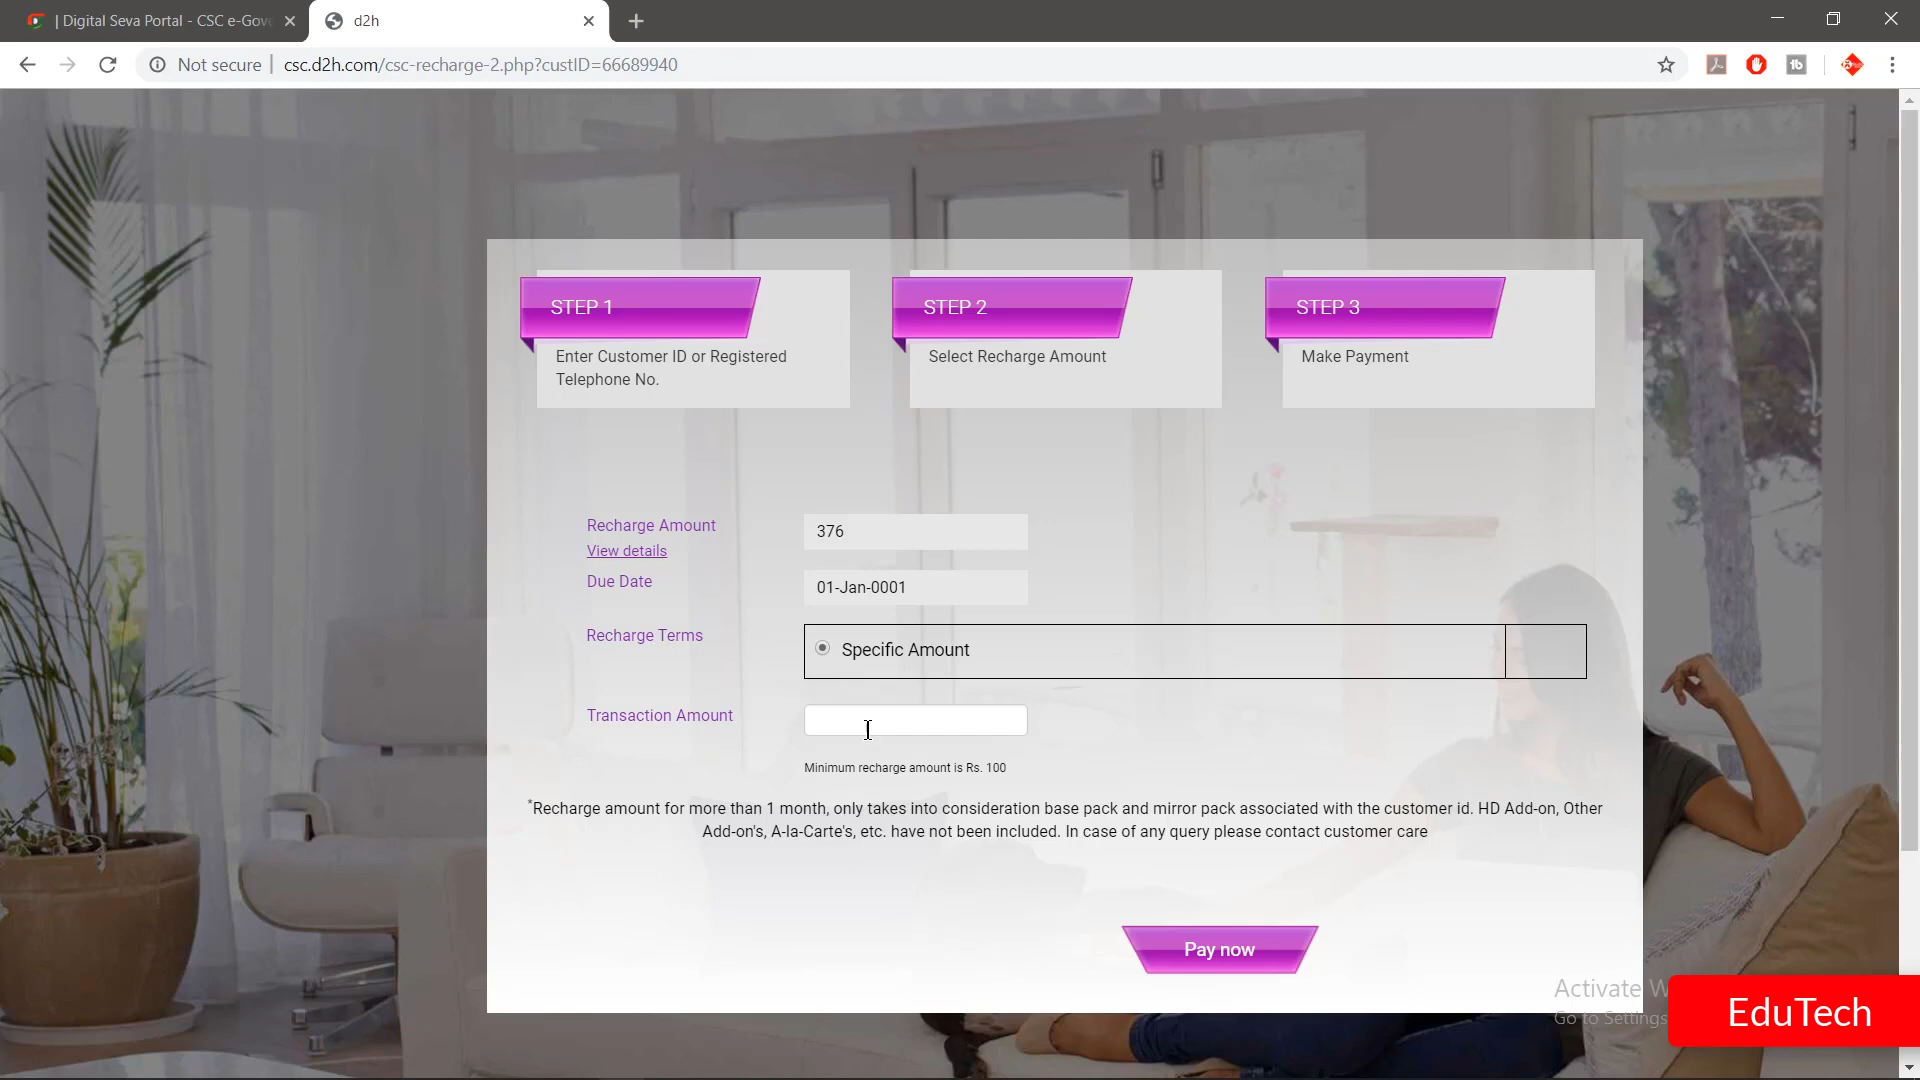 | Digital Seva Portal - CSC e-Gov
d2h
Not secure
csc.d2h.com/csc-recharge-2.php?custID=66689940
STEP 1
STEP 2
STEP 3
Enter Customer ID or Registered
Telephone No.
Select Recharge Amount
Make Payment
Recharge Amount
376
View details
Due Date
01-Jan-0001
Recharge Terms
Specific Amount
Transaction Amount
Minimum recharge amount is Rs. 100
*Recharge amount for more than 1 month, only takes into consideration base pack and mirror pack associated with the customer id. HD Add-on, Other
Add-on's, A-la-Carte's, etc. have not been included. In case of any query please contact customer care
Pay now
Activate W
Go to Settings
EduTech